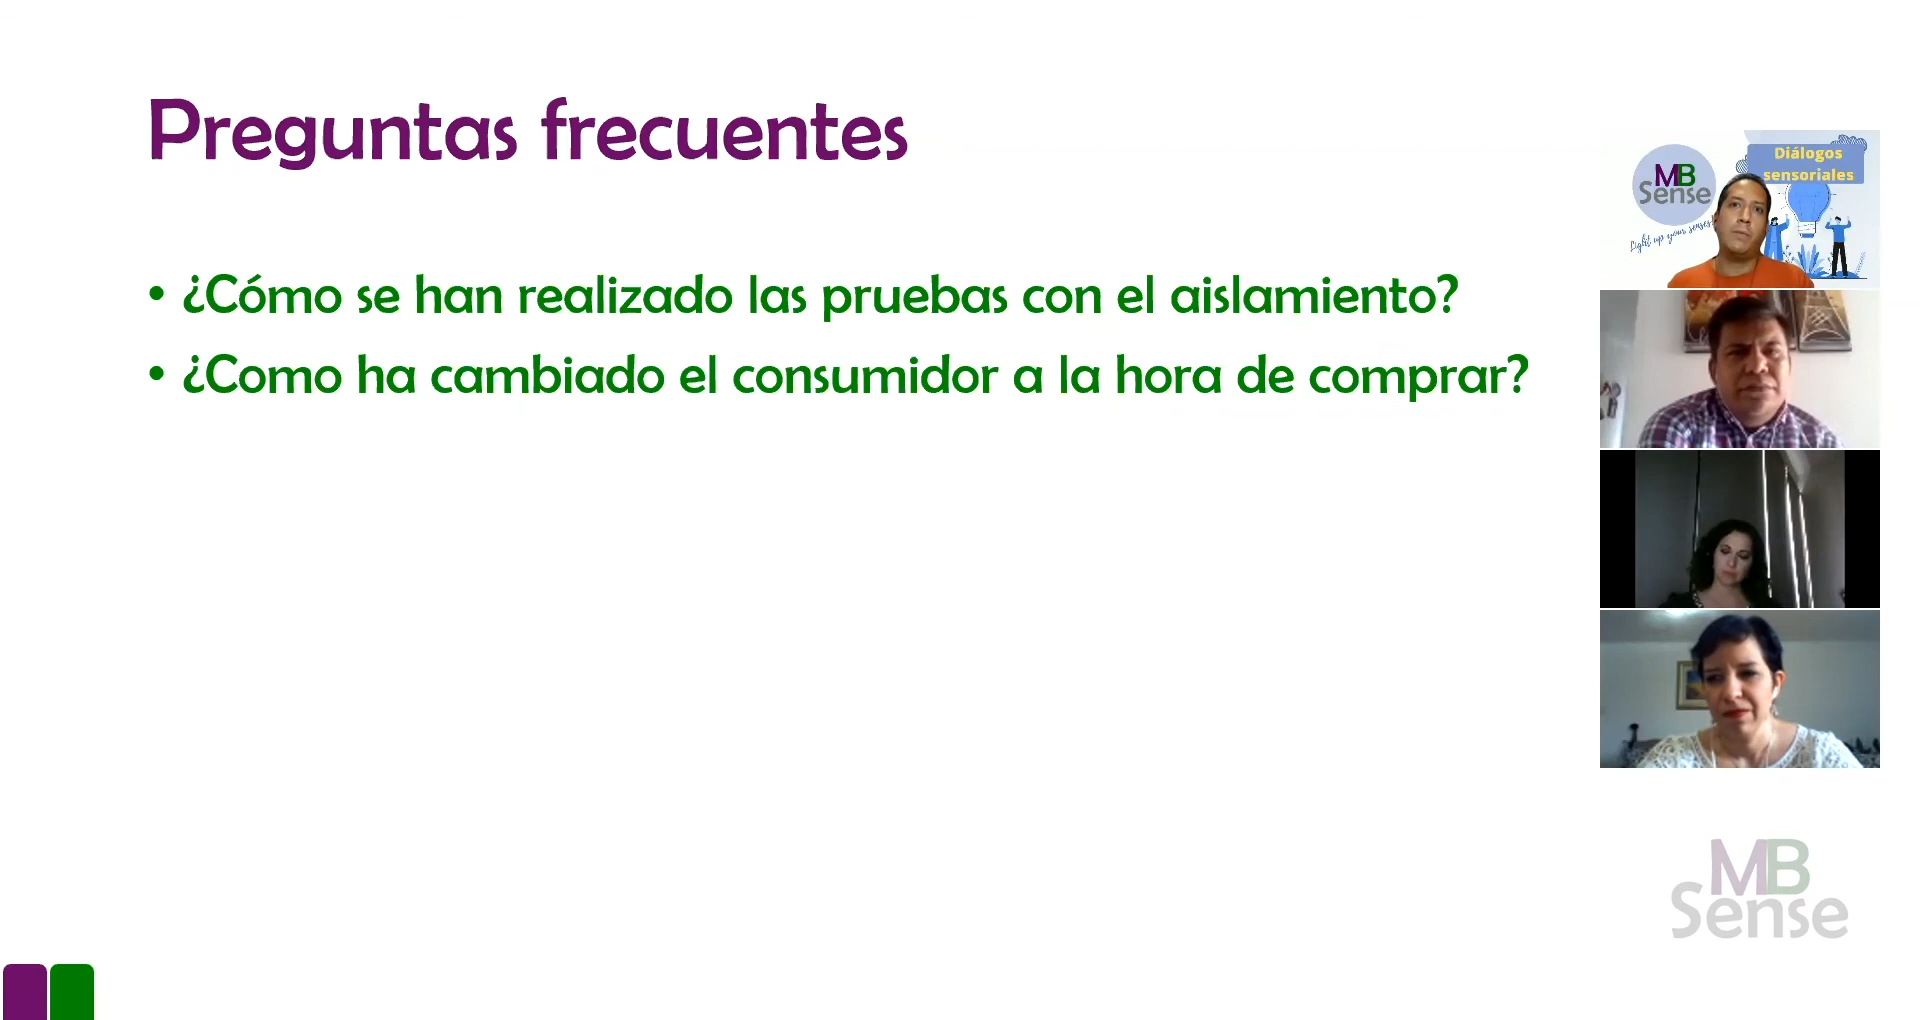 Preguntas frecuentes
• ¿Cómo se han realizado las pruebas con el aislamiento?
• ¿Como ha cambiado el consumidor a la hora de comprar?
MB
Sense
Light up your senses!
Diálogos
sensoriales
MB
Sense